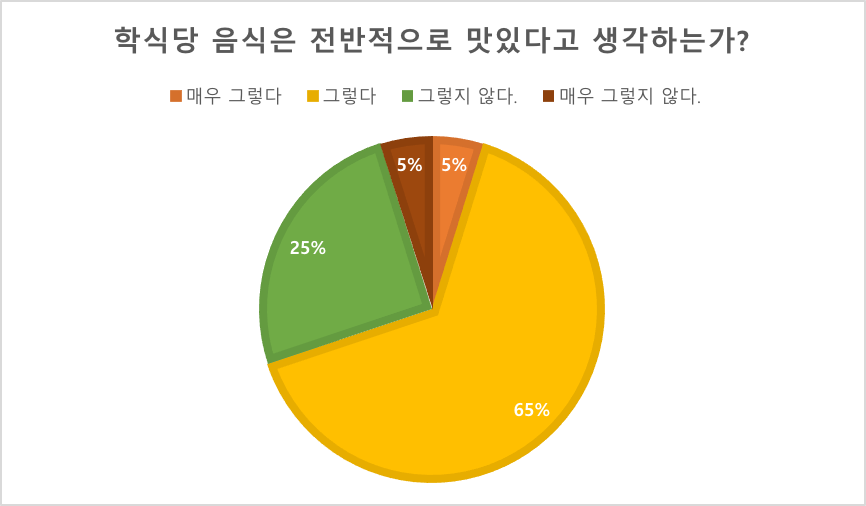 학식당 음식은 전반적으로 맛있다고 생각하는가?
매우 그렇다 그렇다 그렇지 않다. 매우 그렇지 않다.
5% 5%
25%
65%